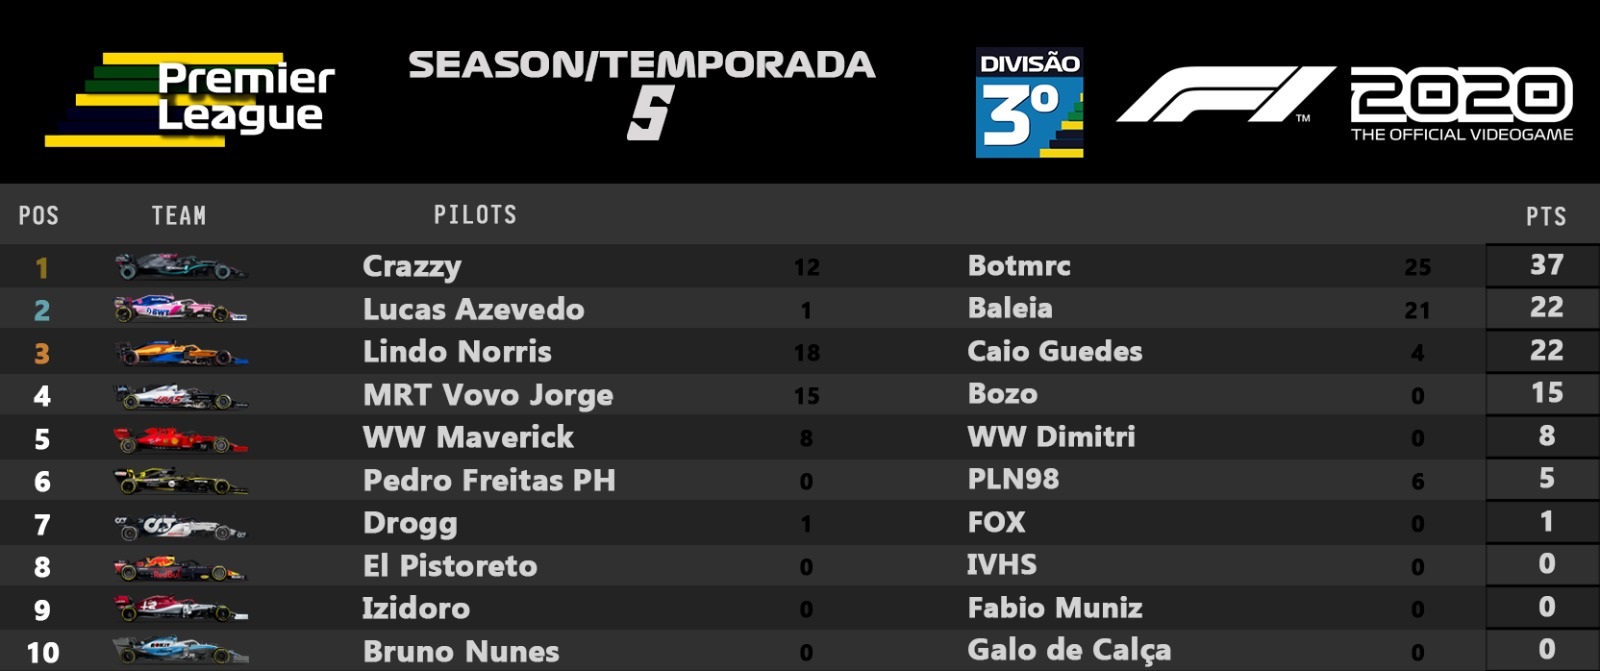 Premier
League
SEASON/TEMPORADA
5
DIVISÃO
3º
F1™
2020
THE OFFICIAL VIDEOGAME
POS TEAM PILOTS PTS
1 Crazzy 12 Botmrc 25 37
2 Lucas Azevedo 1 Baleia 21 22
3 Lindo Norris 18 Caio Guedes 4 22
4 MRT Vovo Jorge 15 Bozo 0 15
5 WW Maverick 8 WW Dimitri 0 8
6 Pedro Freitas PH 0 PLN98 6 5
7 Drogg 1 FOX 0 1
8 El Pistoreto 0 IVHS 0 0
9 Izidoro 0 Fabio Muniz 0 0
10 Bruno Nunes 0 Galo de Calça 0 0